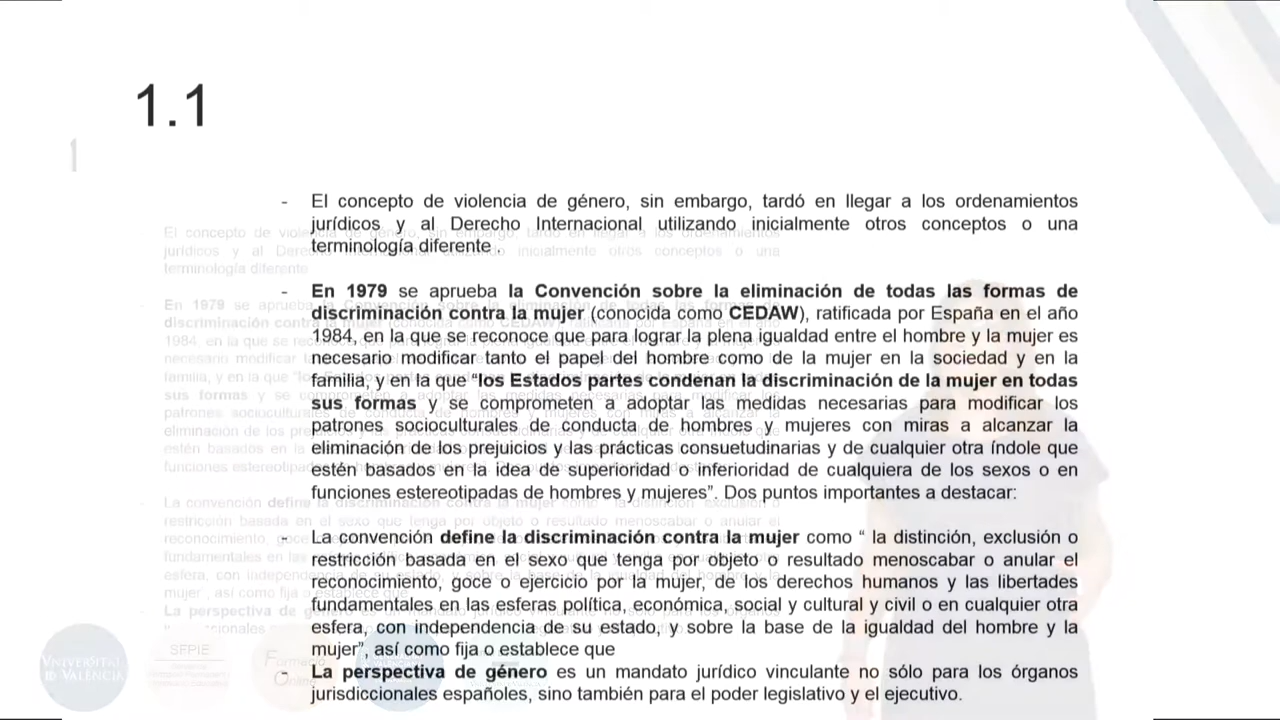 1.1
- El concepto de violencia de género, sin embargo, tardó en llegar a los ordenamientos
jurídicos y al Derecho Internacional utilizando inicialmente otros conceptos o una
terminología diferente .
- En 1979 se aprueba la Convención sobre la eliminación de todas las formas de
discriminación contra la mujer (conocida como CEDAW), ratificada por España en el año
1984, en la que se reconoce que para lograr la plena igualdad entre el hombre y la mujer es
necesario modificar tanto el papel del hombre como de la mujer en la sociedad y en la
familia, y en la que “los Estados partes condenan la discriminación de la mujer en todas
sus formas y se comprometen a adoptar las medidas necesarias para modificar los
patrones socioculturales de conducta de hombres y mujeres con miras a alcanzar la
eliminación de los prejuicios y las prácticas consuetudinarias y de cualquier otra índole que
estén basados en la idea de superioridad o inferioridad de cualquiera de los sexos o en
funciones estereotipadas de hombres y mujeres”. Dos puntos importantes a destacar:
- La convención define la discriminación contra la mujer como “ la distinción, exclusión o
restricción basada en el sexo que tenga por objeto o resultado menoscabar o anular el
reconocimiento, goce o ejercicio por la mujer, de los derechos humanos y las libertades
fundamentales en las esferas política, económica, social y cultural y civil o en cualquier otra
esfera, con independencia de su estado, y sobre la base de la igualdad del hombre y la
mujer”, así como fija o establece que
- La perspectiva de género es un mandato jurídico vinculante no sólo para los órganos
jurisdiccionales españoles, sino también para el poder legislativo y el ejecutivo.
VNIVERSITAT
ID VALÈNCIA
SEPIE